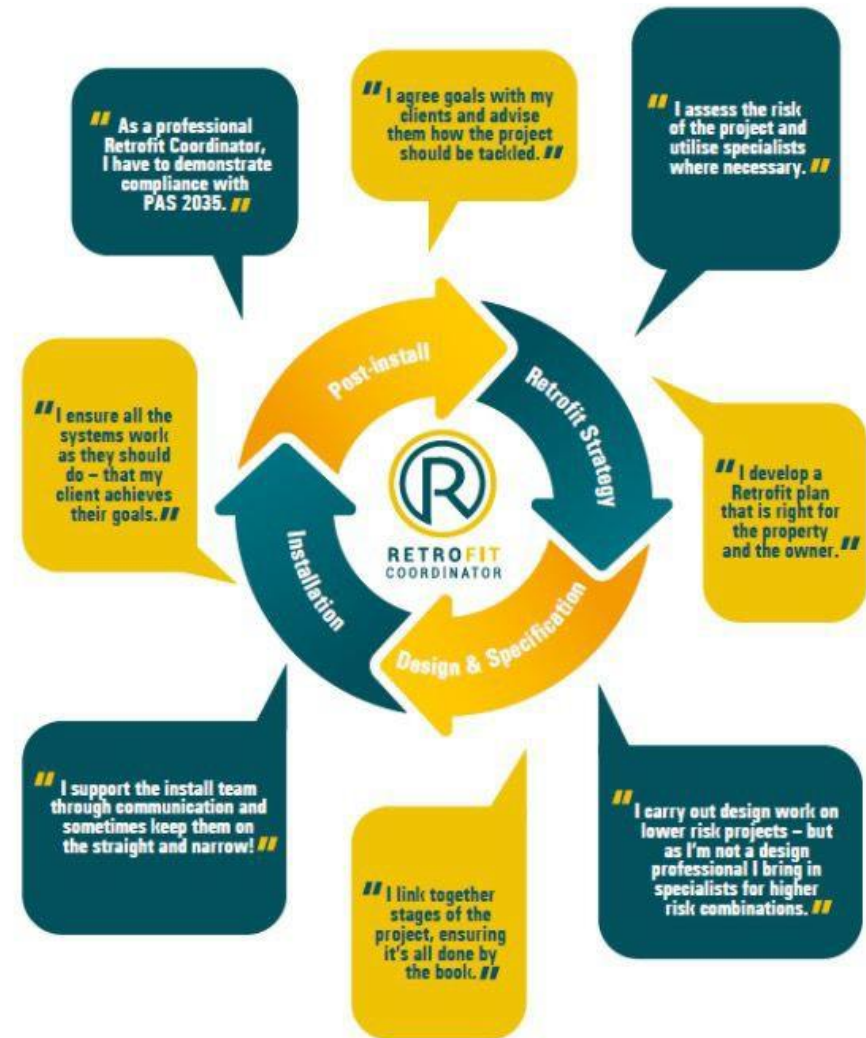 " As a professional
Retrofit Coordinator,
I have to demonstrate
compliance with
PAS 2035. "
" I agree goals with my
clients and advise
them how the project
should be tackled. "
" I assess the risk
of the project and
utilise specialists
where necessary. "
" I ensure all the
systems work
as they should
do – that my
client achieves
their goals. "
Post-install
Retrofit Strategy
Design & Specification
Installation
R
RETROFIT
COORDINATOR
" I develop a
Retrofit plan
that is right for
the property
and the owner. "
" I support the install team
through communication and
sometimes keep them on
the straight and narrow! "
" I link together
stages of the
project, ensuring
it's all done by
the book. "
" I carry out design work on
lower risk projects – but
as I'm not a design
professional I bring in
specialists for higher
risk combinations. "